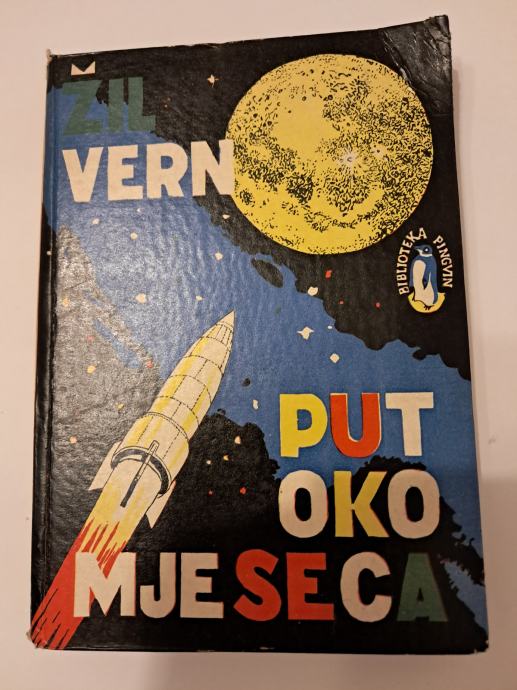 ŽIL
VERN
BIBLIOTEKA PINGVIN
PUT
OKO
MJESECA